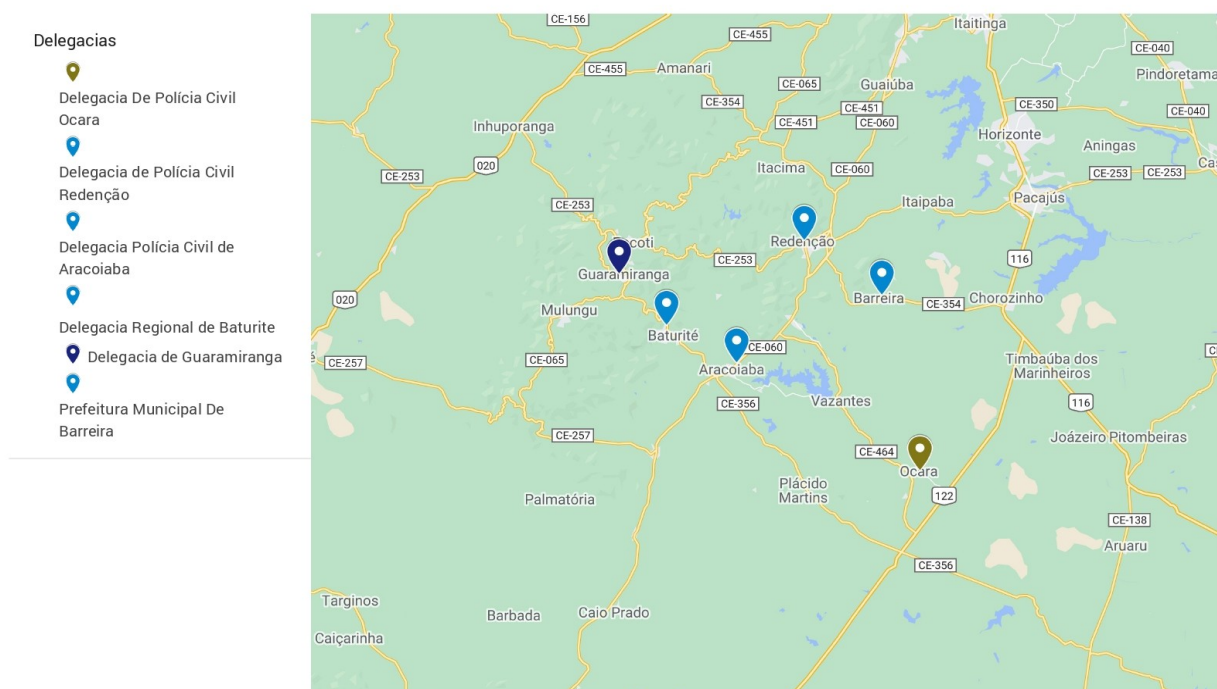 Delegacias
Delegacia De Polícia Civil
Ocara
Delegacia de Polícia Civil
Redenção
Delegacia Polícia Civil de
Aracoiaba
Delegacia Regional de Baturite
Delegacia de Guaramiranga
Prefeitura Municipal De
Barreira
CE-156
Itaitinga
CE-455
CE-040
CE-455
Amanari
Pindoretama
CE-065
Guaiúba
CE-354
CE-350
CE-451
CE-040
CE-451
CE-060
Inhuporanga
Horizonte
Aningas
020
Itacima
CE-060
CE-253
CE-253
CE-253
Pacajús
Itaipaba
CE-253
Redenção
CE-253
116
Guaramiranga
020
Barreira
CE-354
Chorozinho
Mulungu
Baturité
CE-060
CE-257
CE-065
Aracoiaba
Timbaúba dos
Marinheiros
CE-356
Vazantes
116
CE-257
Joázeiro
Pitombeiras
CE-464
Ocara
Plácido
Martins
122
Palmatória
CE-138
Aruaru
CE-356
Targinos
Barbada
Caio Prado
Caiçarinha